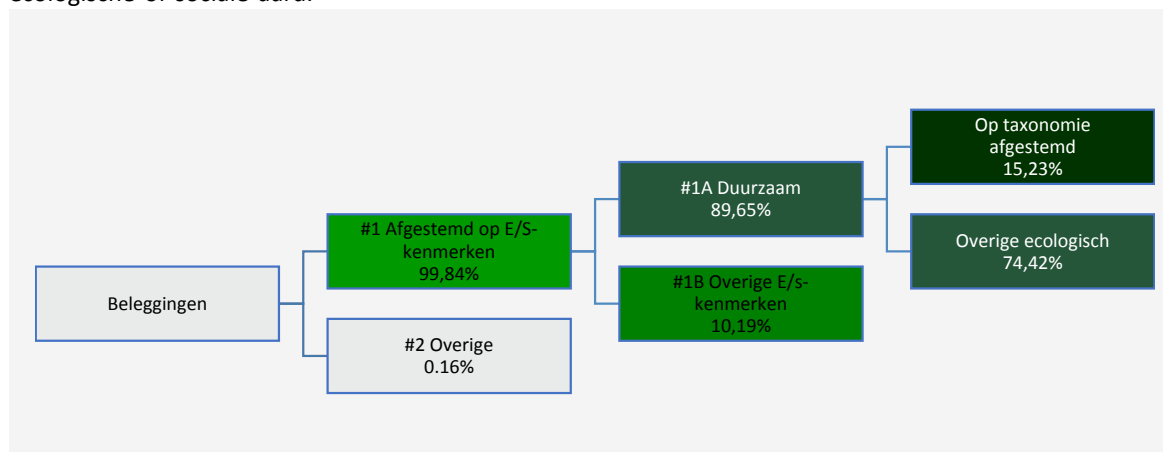 Op taxonomie
afgestemd
15,23%
#1A Duurzaam
89,65%
#1 Afgestemd op E/S-
kenmerken
99,84%
Overige ecologisch
74,42%
Beleggingen
#1B Overige E/s-
kenmerken
10,19%
#2 Overige
0.16%